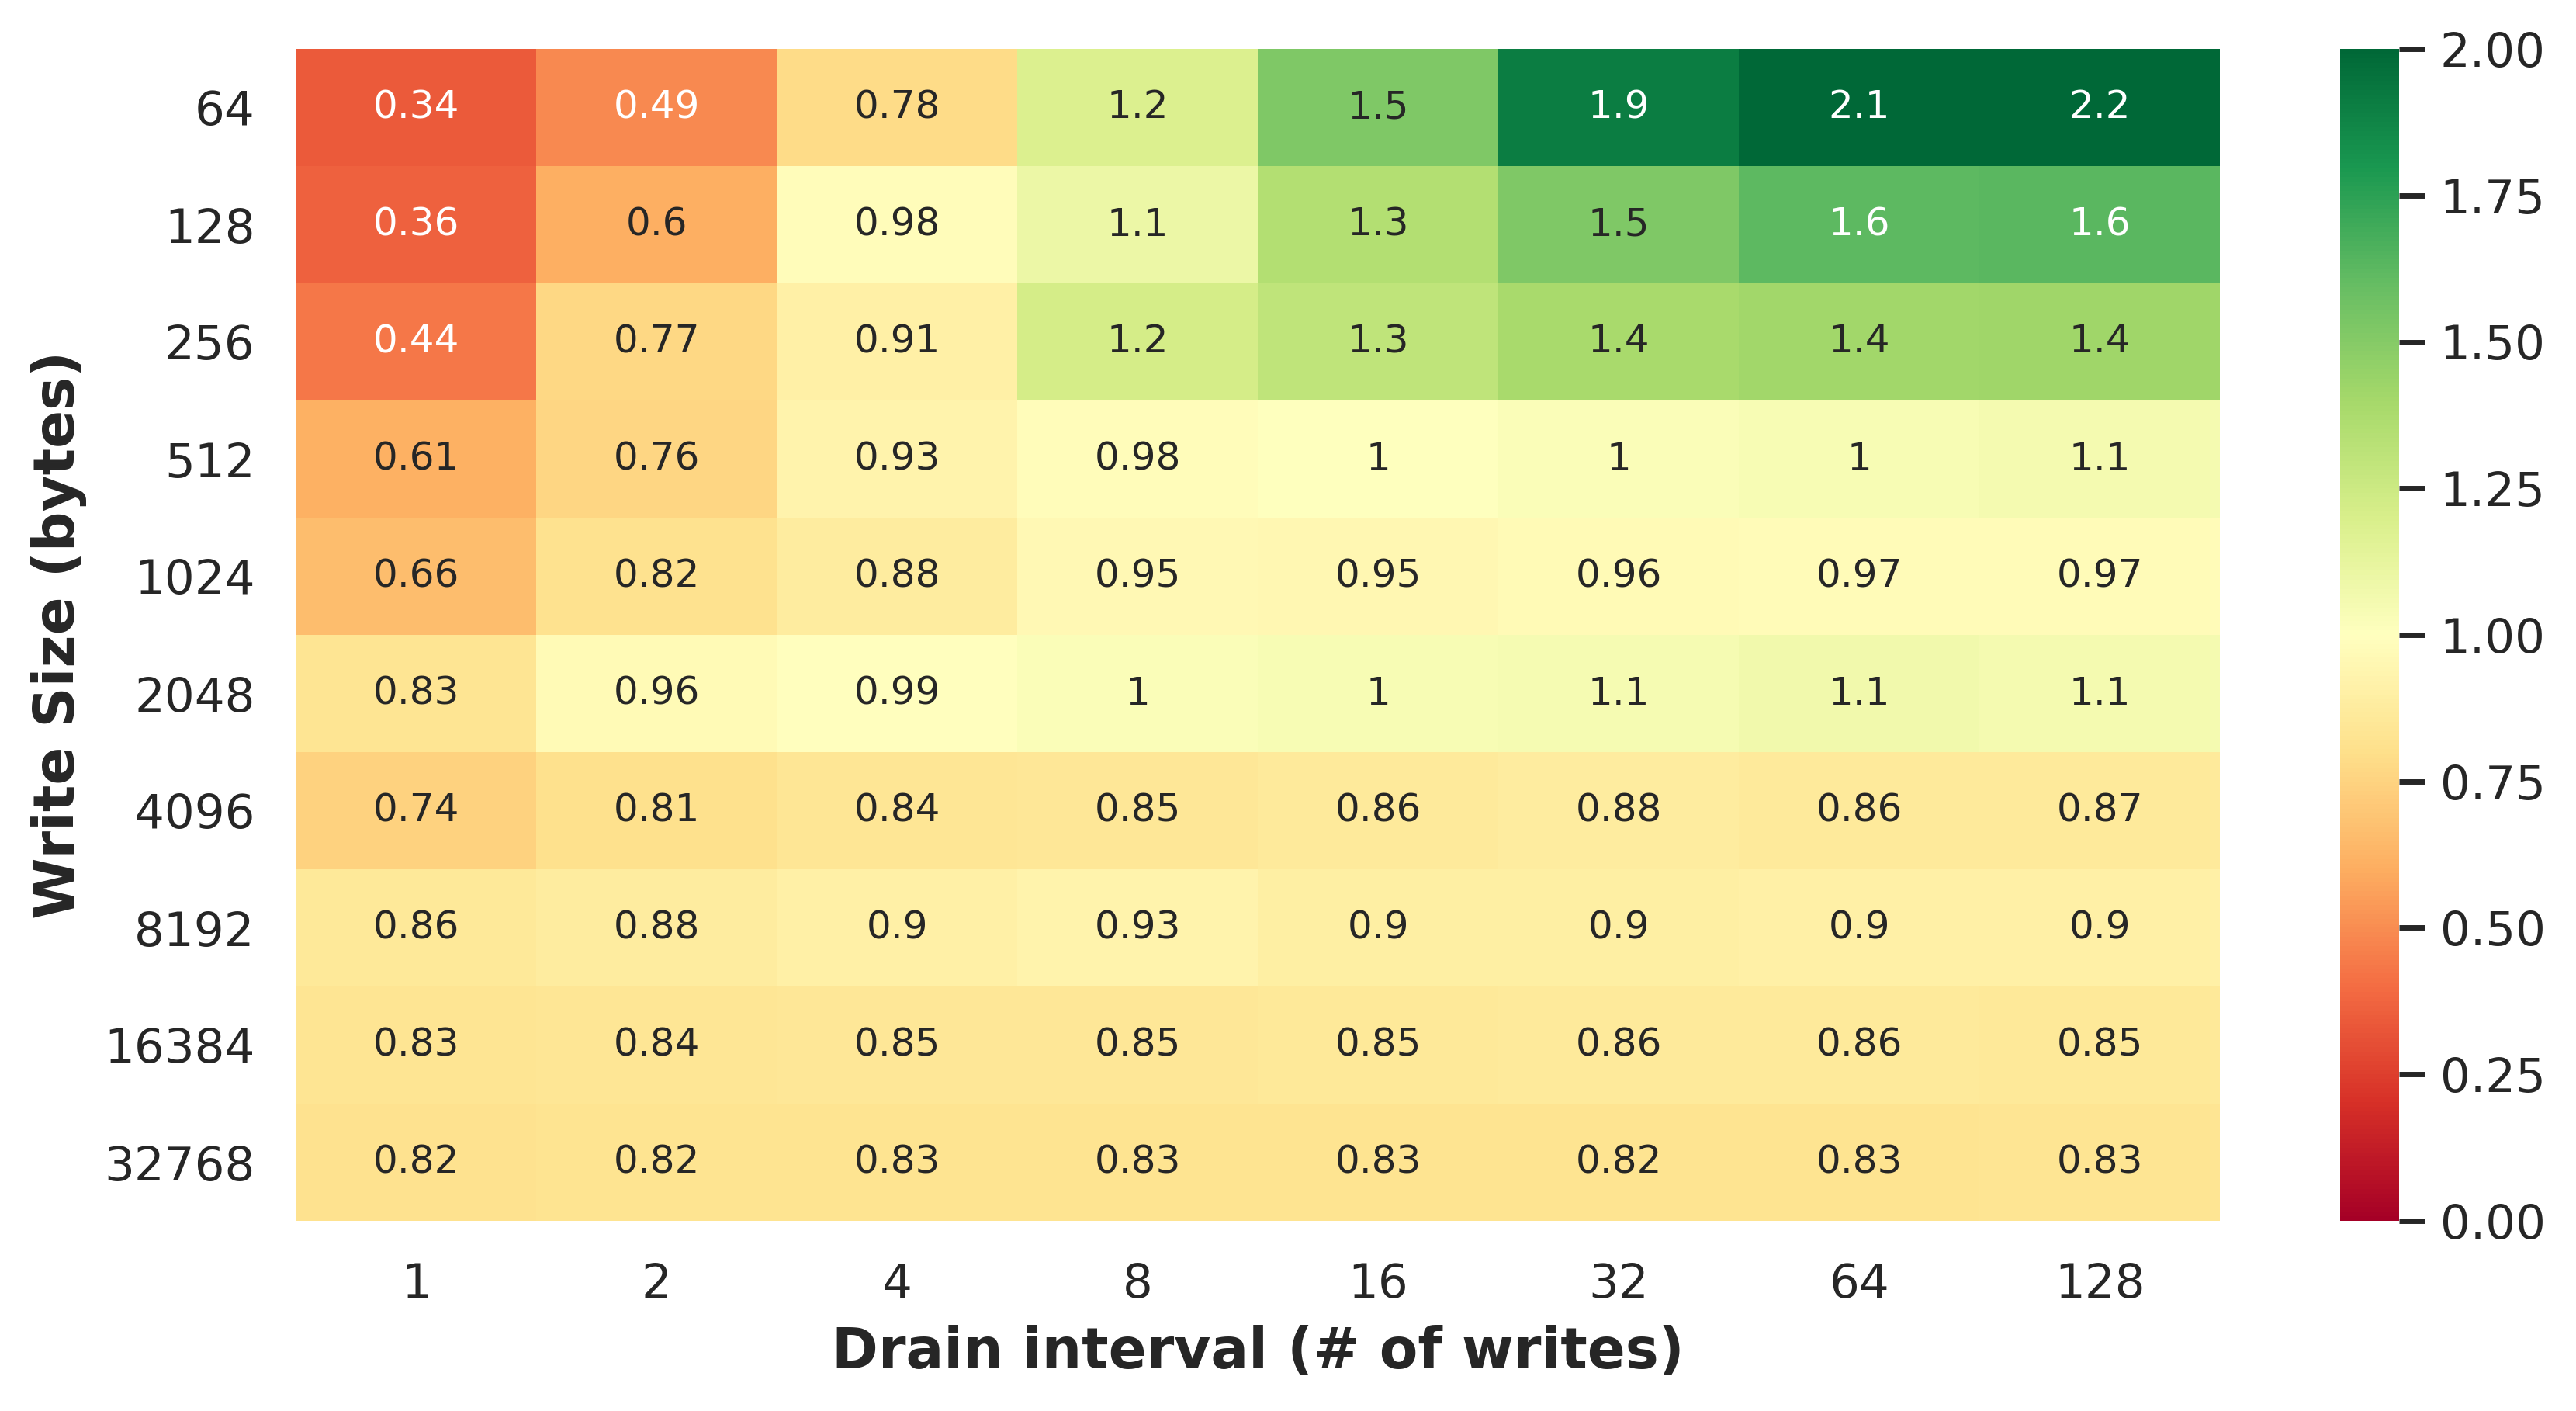 Write Size (bytes)
64 0.34 0.49 0.78 1.2 1.5 1.9 2.1 2.2
128 0.36 0.6 0.98 1.1 1.3 1.5 1.6 1.6
256 0.44 0.77 0.91 1.2 1.3 1.4 1.4 1.4
512 0.61 0.76 0.93 0.98 1 1 1 1.1
1024 0.66 0.82 0.88 0.95 0.95 0.96 0.97 0.97
2048 0.83 0.96 0.99 1 1 1.1 1.1 1.1
4096 0.74 0.81 0.84 0.85 0.86 0.88 0.86 0.87
8192 0.86 0.88 0.9 0.93 0.9 0.9 0.9 0.9
16384 0.83 0.84 0.85 0.85 0.85 0.86 0.86 0.85
32768 0.82 0.82 0.83 0.83 0.83 0.82 0.83 0.83
1 2 4 8 16 32 64 128
Drain interval (# of writes)
2.00
1.75
1.50
1.25
1.00
0.75
0.50
0.25
0.00